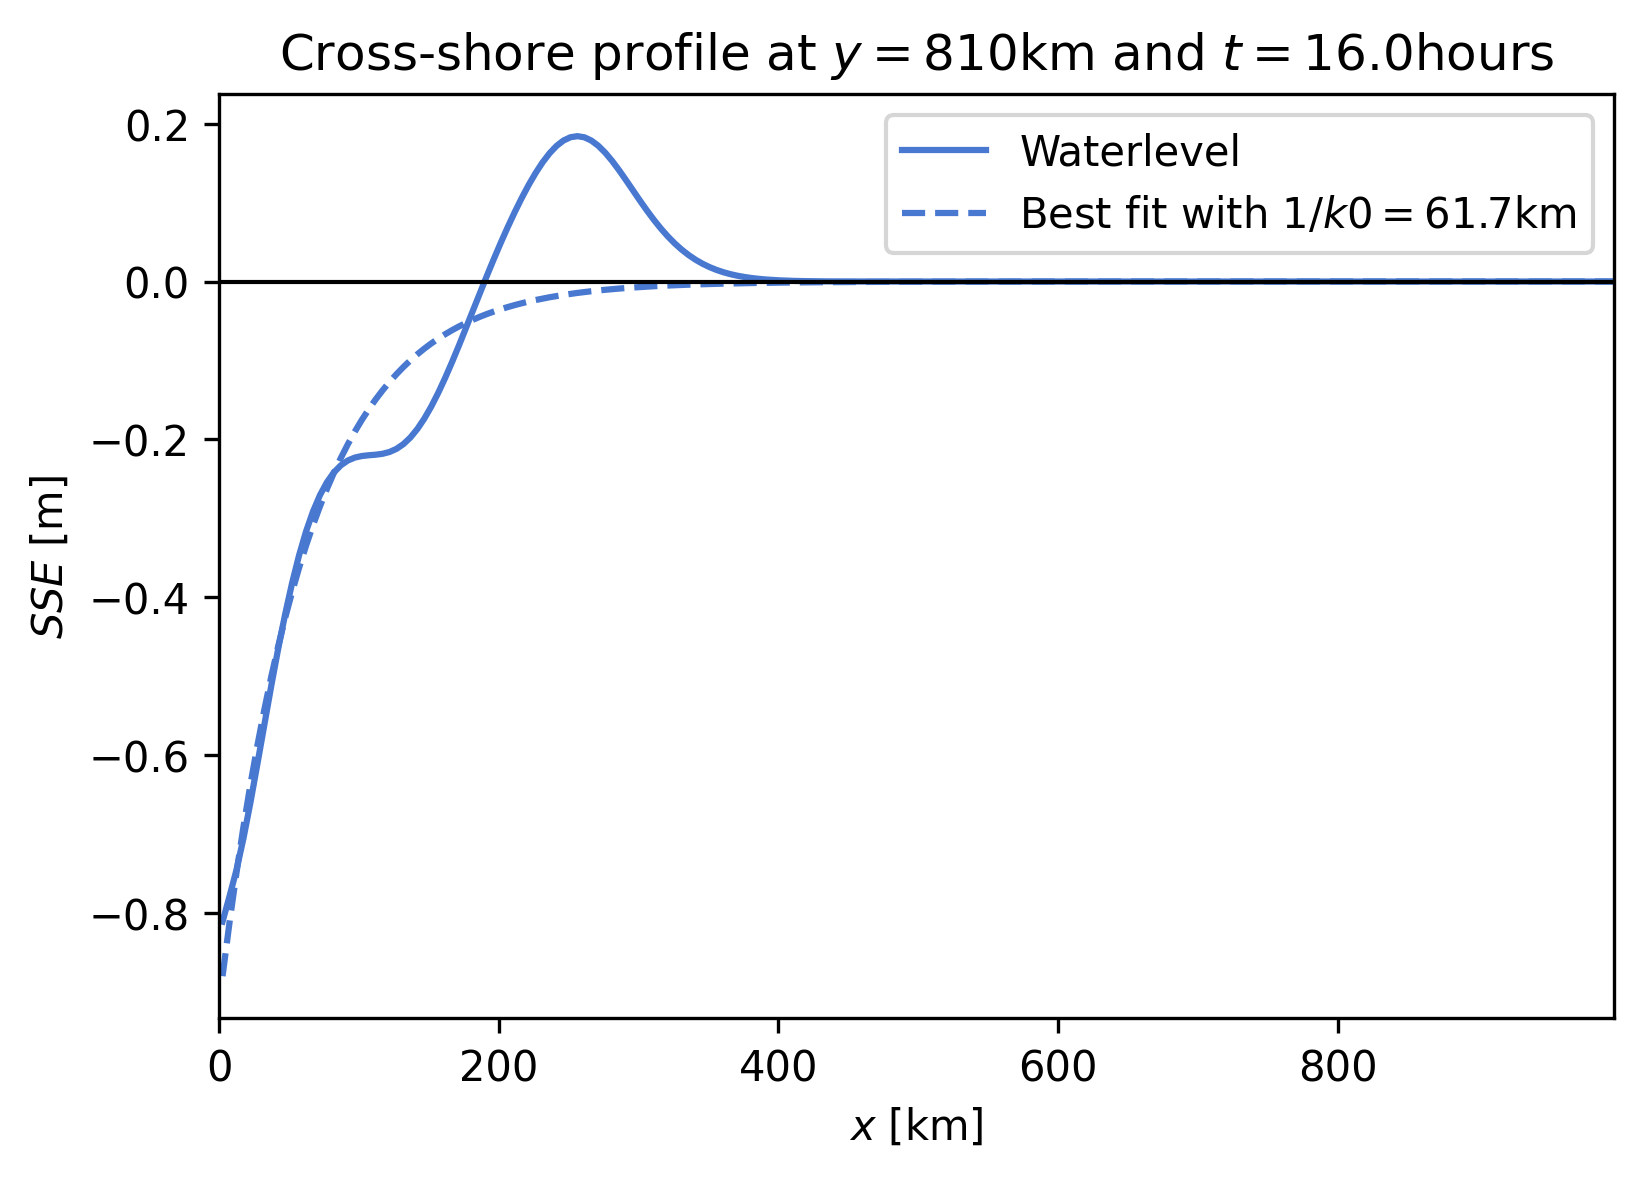 Cross-shore profile at y = 810km and t = 16.0hours
Waterlevel
Best fit with 1/k0 = 61.7km
0.2
0.0
−0.2
−0.4
−0.6
−0.8
SSE [m]
0 200 400 600 800
x [km]